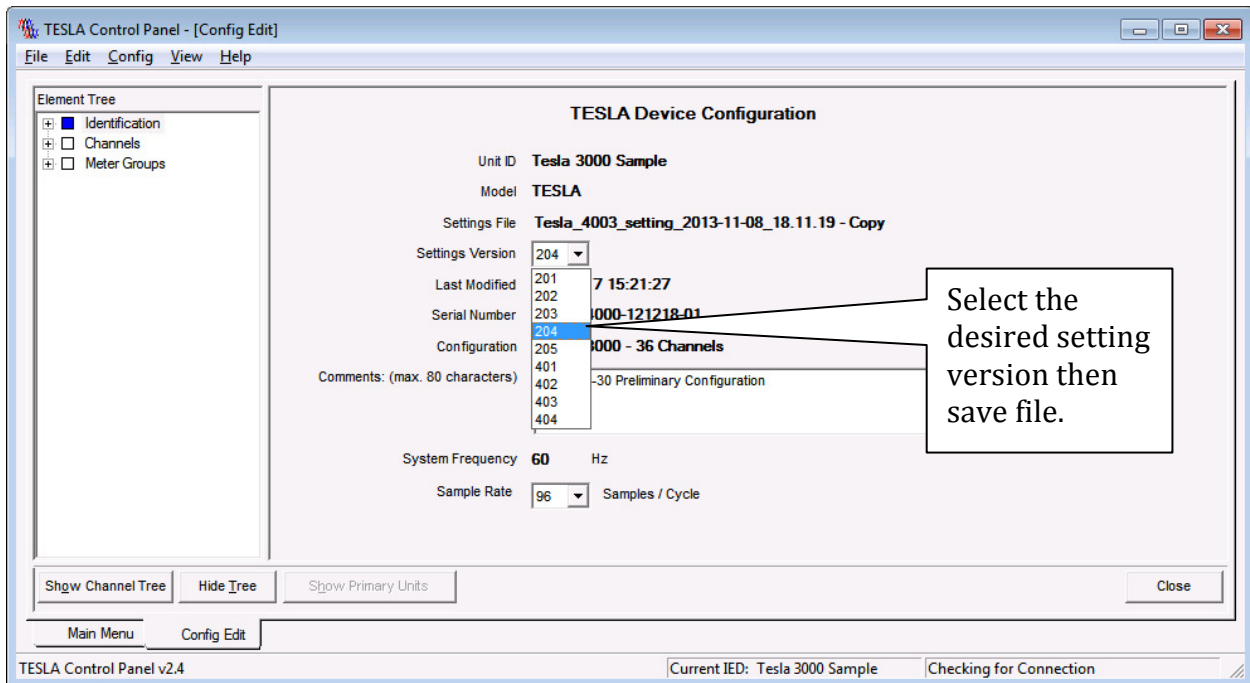 TESLA Control Panel - [Config Edit]
File Edit Config View Help
Element Tree
Identification
Channels
Meter Groups
TESLA Device Configuration
Unit ID Tesla 3000 Sample
Model TESLA
Settings File Tesla_4003_setting_2013-11-08_18.11.19 - Copy
Settings Version 204
201
202
203
204
205
401
402
403
404
Last Modified 7 15:21:27
Serial Number 4000-121218-01
Configuration 3000 - 36 Channels
Comments: (max. 80 characters) -30 Preliminary Configuration
System Frequency 60 Hz
Sample Rate 96 Samples / Cycle
Select the
desired setting
version then
save file.
Show Channel Tree Hide Tree Show Primary Units Close
Main Menu Config Edit
TESLA Control Panel v2.4 Current IED: Tesla 3000 Sample Checking for Connection